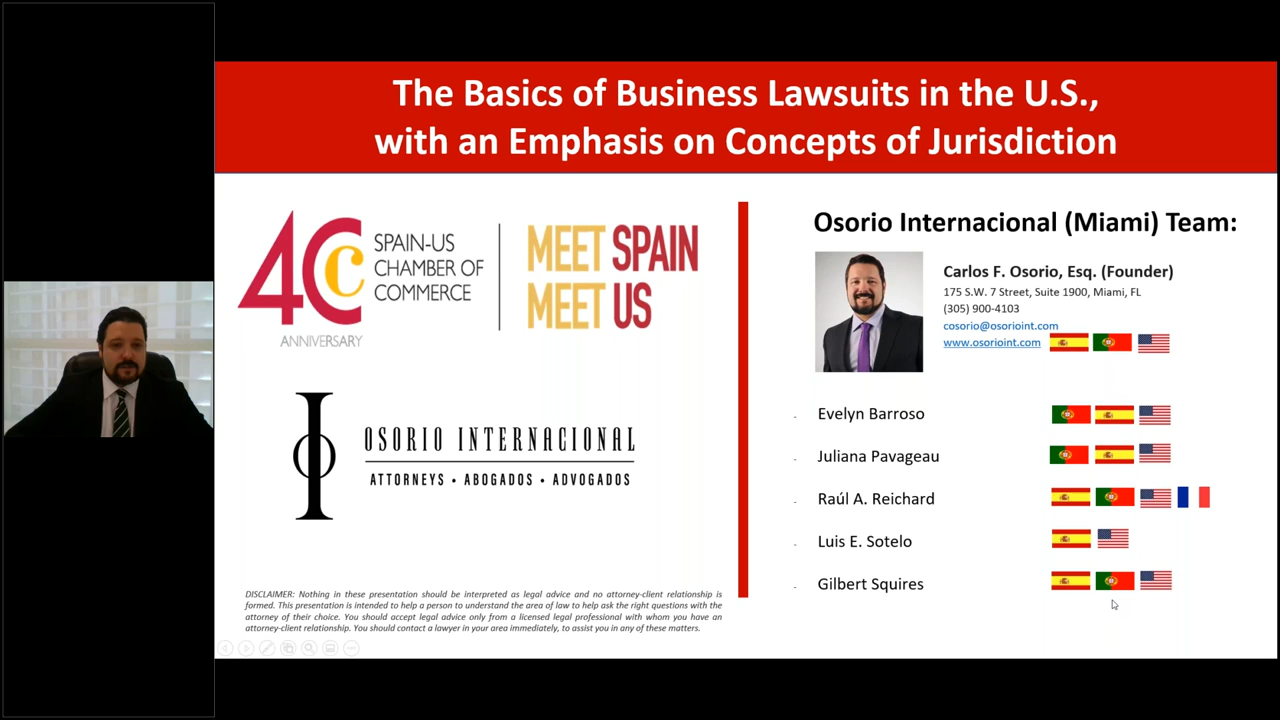 The Basics of Business Lawsuits in the U.S.,
with an Emphasis on Concepts of Jurisdiction
4Cc
SPAIN-US
CHAMBER OF
COMMERCE
ANNIVERSARY
MEET SPAIN
MEET US
OSORIO INTERNACIONAL
ATTORNEYS • ABOGADOS • ADVOGADOS
DISCLAIMER: Nothing in these presentation should be interpreted as legal advice and no attorney-client relationship is
formed. This presentation is intended to help a person to understand the area of law to help ask the right questions with the
attorney of their choice. You should accept legal advice only from a licensed legal professional with whom you have an
attorney-client relationship. You should contact a lawyer in your area immediately, to assist you in any of these matters.
Osorio Internacional (Miami) Team:
Carlos F. Osorio, Esq. (Founder)
175 S.W. 7 Street, Suite 1900, Miami, FL
(305) 900-4103
cosorio@osorioint.com
www.osorioint.com
- Evelyn Barroso
- Juliana Pavageau
- Raúl A. Reichard
- Luis E. Sotelo
- Gilbert Squires